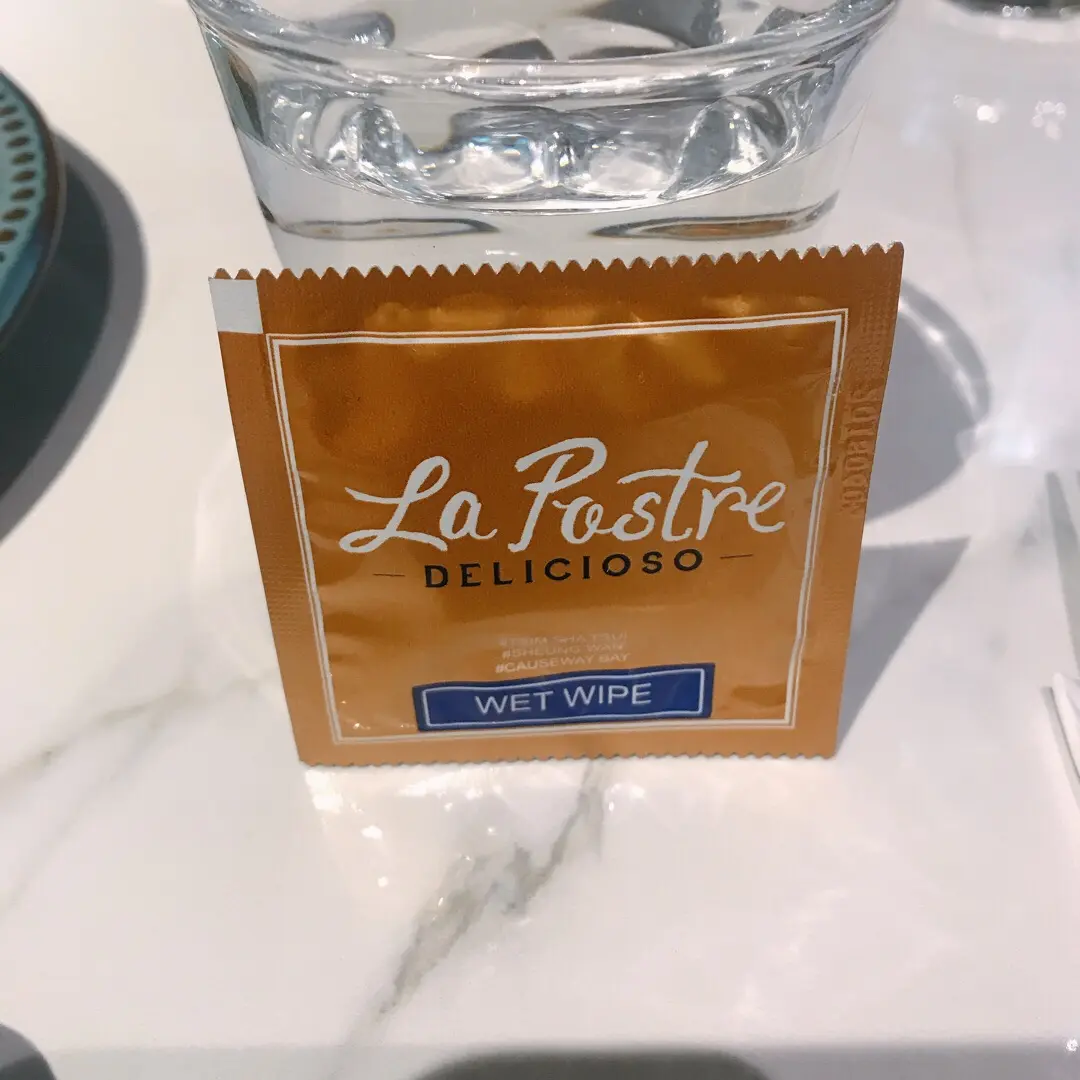 La Postre
DELICIOSO
#TSIM SHA TSUI
#SHEUNG WAN
#CAUSEWAY BAY
WET WIPE